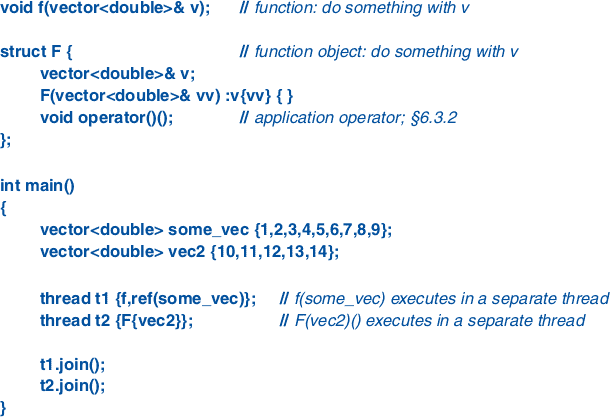 void f(vector<double>& v);     // function: do something with v
struct F {     // function object: do something with v
vector<double>& v;
F(vector<double>& vv) :v{vv} { }
void operator()();     // application operator; §6.3.2
};
int main()
{
vector<double> some_vec {1,2,3,4,5,6,7,8,9};
vector<double> vec2 {10,11,12,13,14};
thread t1 {f,ref(some_vec)};     // f(some_vec) executes in a separate thread
thread t2 {F{vec2}};     // F(vec2)() executes in a separate thread
t1.join();
t2.join();
}